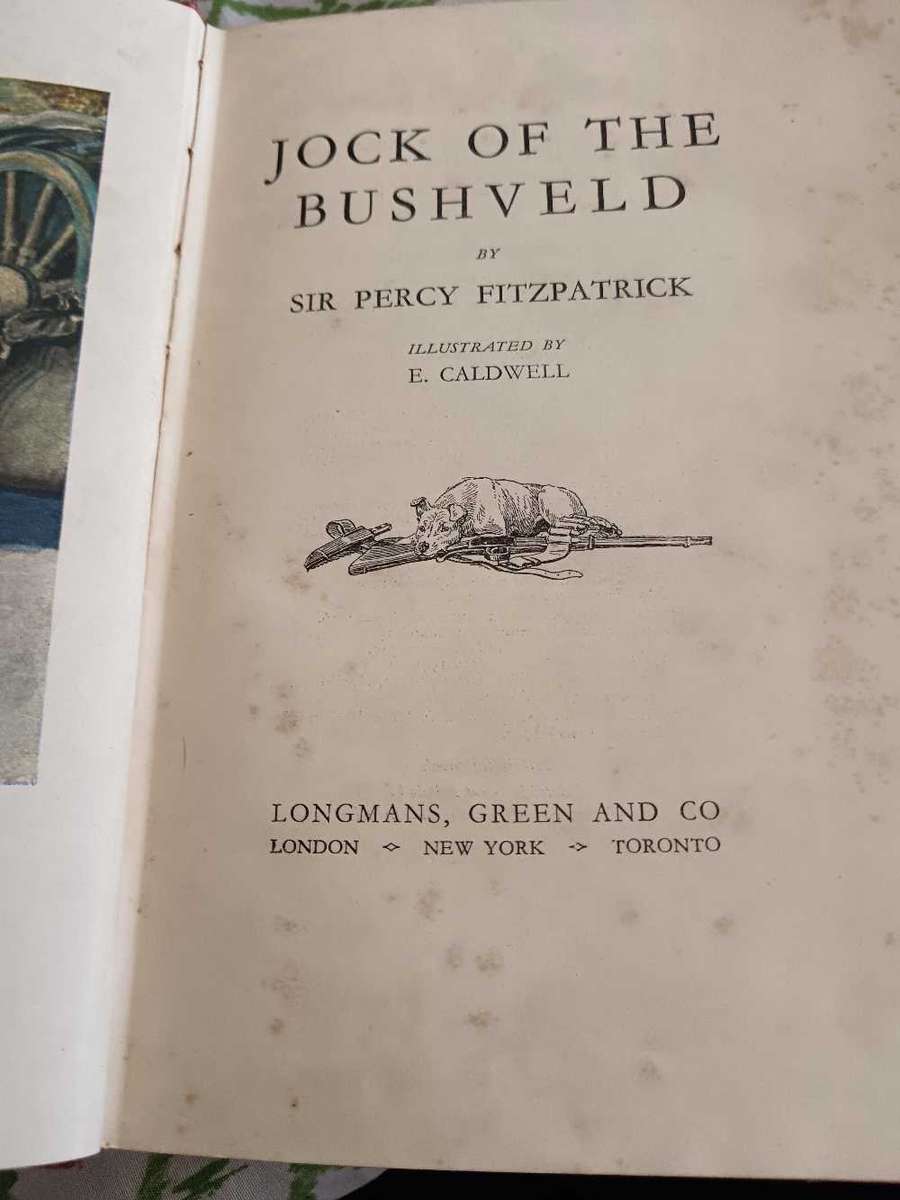 JOCK OF THE
BUSHVELD
BY
SIR PERCY FITZPATRICK
ILLUSTRATED BY
E. CALDWELL
LONGMANS, GREEN AND CO
LONDON NEW YORK TORONTO